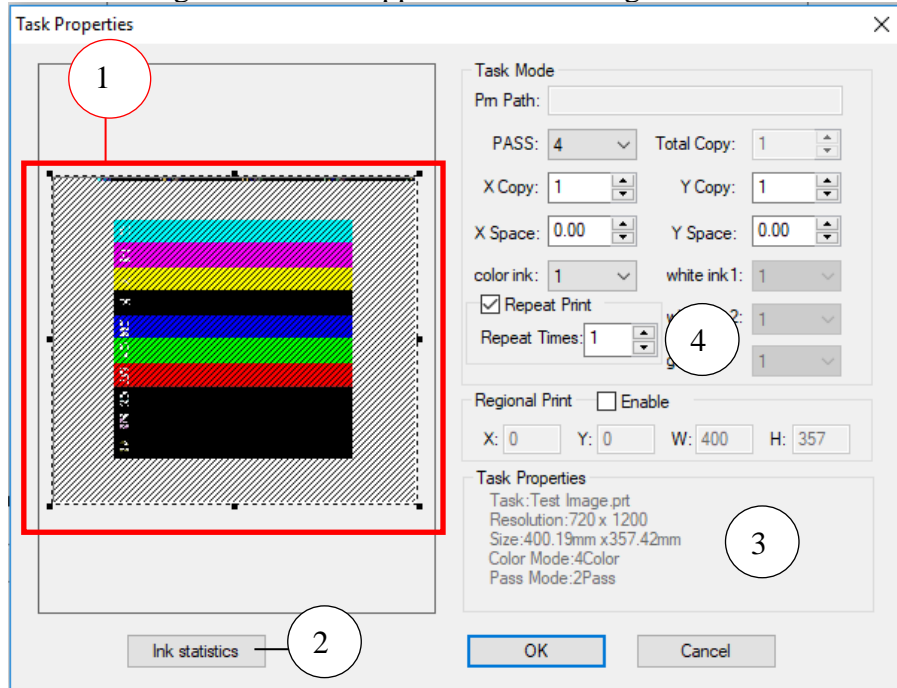 Task Properties
1
Task Mode
Prn Path:
PASS: 4 Total Copy: 1
X Copy: 1 Y Copy: 1
X Space: 0.00 Y Space: 0.00
color ink: 1 white ink1: 1
Repeat Print 2: 1
Repeat Times: 1 4
1
Regional Print Enable
X: 0 Y: 0 W: 400 H: 357
Task Properties
Task:Test Image.prt
Resolution:720 x 1200
Size:400.19mm x357.42mm
Color Mode:4Color
Pass Mode:2Pass
3
Ink statistics 2 OK Cancel